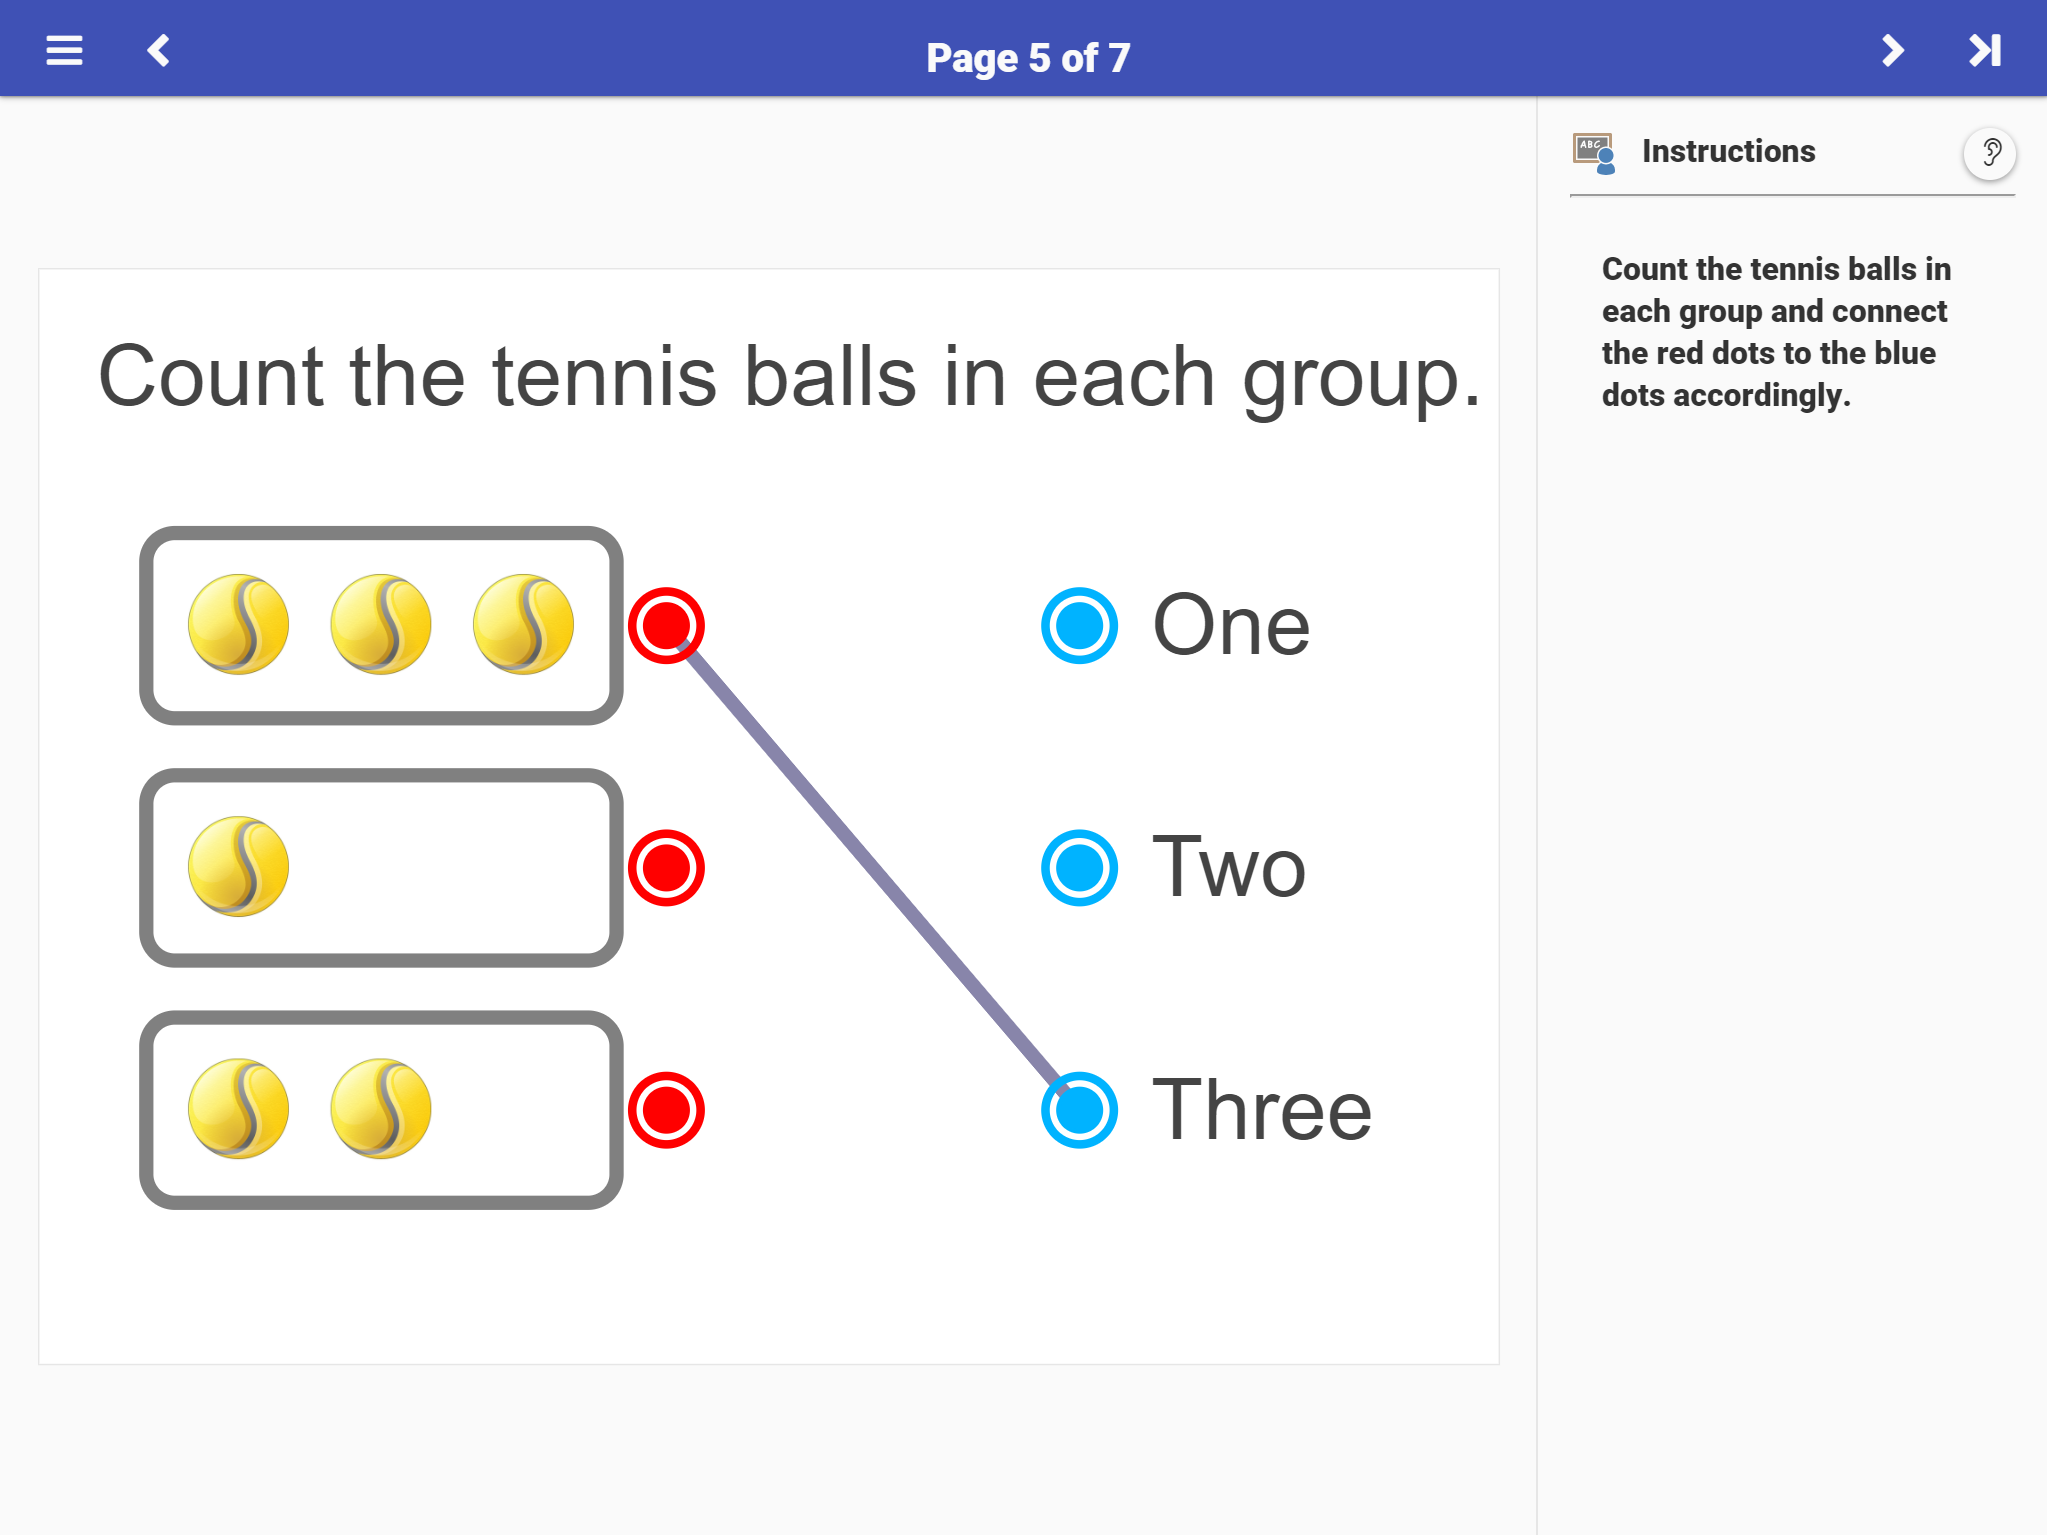 Page 5 of 7
Count the tennis balls in each group.
One
Two
Three
ABC
Instructions
Count the tennis balls in
each group and connect
the red dots to the blue
dots accordingly.